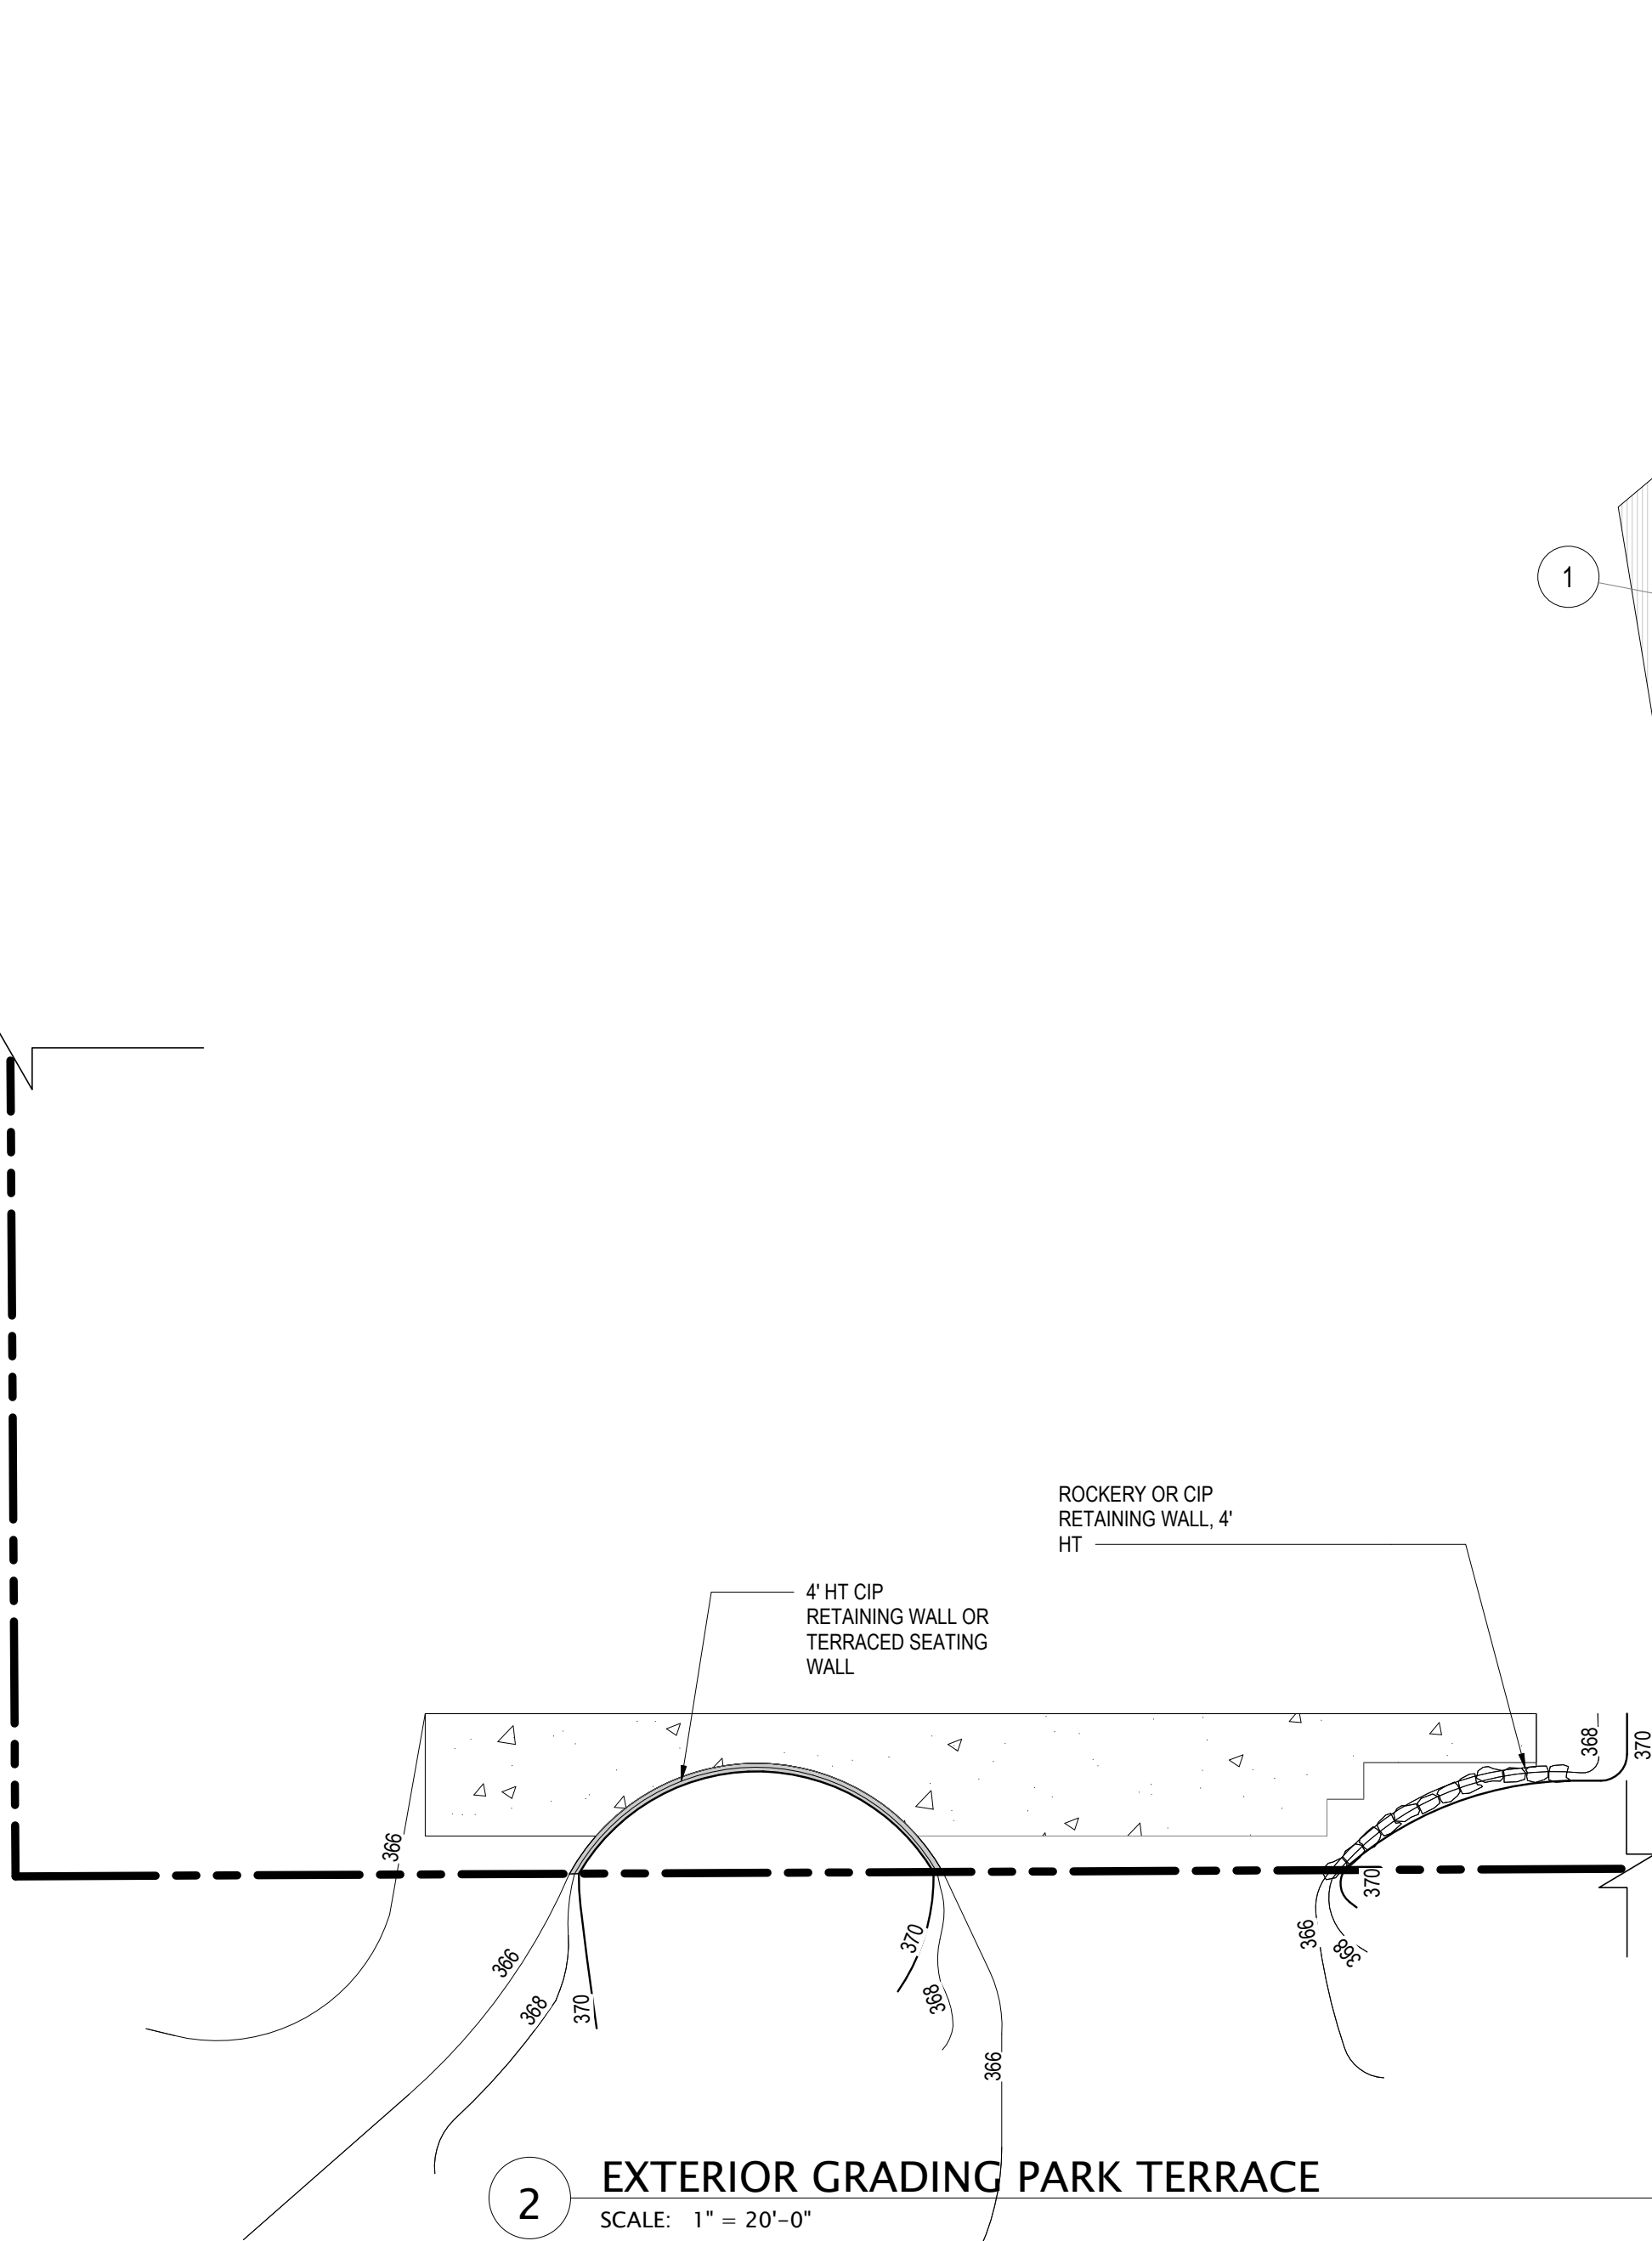 1
ROCKERY OR CIP
RETAINING WALL, 4'
HT
4' HT CIP
RETAINING WALL OR
TERRACED SEATING
WALL
368
370
366
370
366
370
366
368
366
368
370
368
366
2
EXTERIOR GRADING PARK TERRACE
SCALE: 1" = 20'-0"